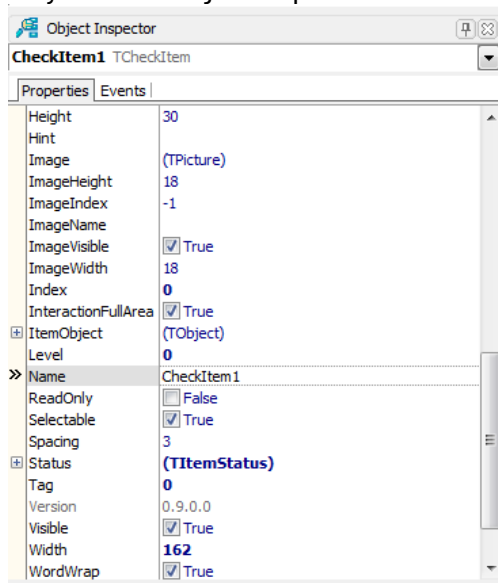 Object Inspector
CheckItem1 TCheckItem
Properties Events
Height 30
Hint
Image (TPicture)
ImageHeight 18
ImageIndex -1
ImageName
ImageVisible True
ImageWidth 18
Index 0
InteractionFullArea True
ItemObject (TObject)
Level 0
Name CheckItem1
ReadOnly False
Selectable True
Spacing 3
Status (TItemStatus)
Tag 0
Version 0.9.0.0
Visible True
Width 162
WordWrap True